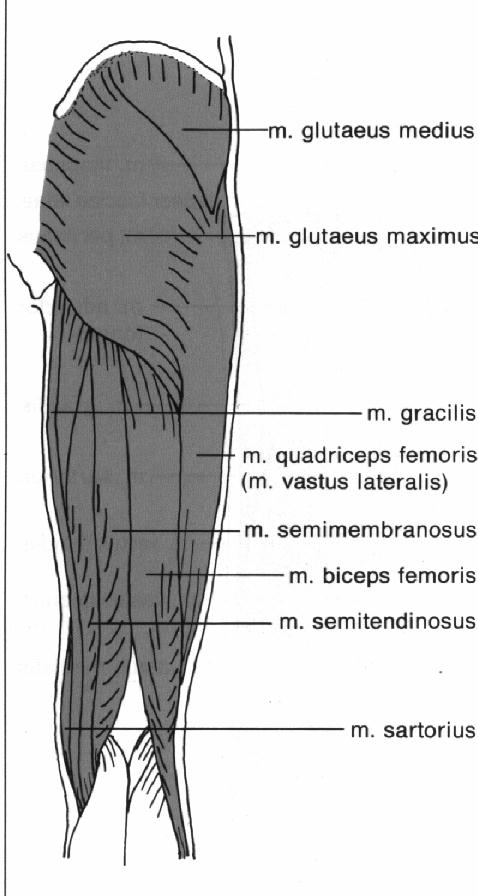 m. glutaeus medius
m. glutaeus maximus
m. gracilis
m. quadriceps femoris
(m. vastus lateralis)
m. semimembranosus
m. biceps femoris
m. semitendinosus
m. sartorius